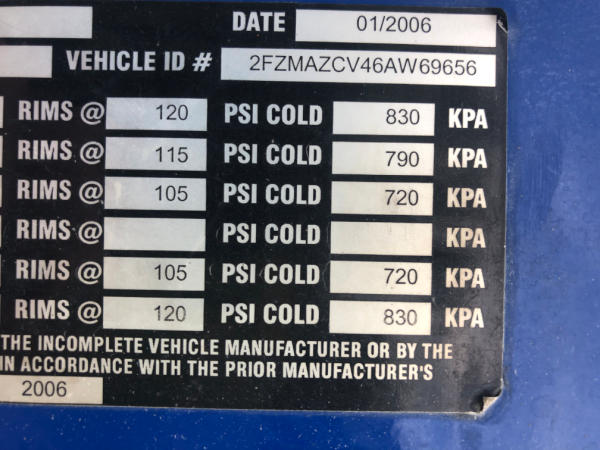 DATE 01/2006
VEHICLE ID # 2FZMAZCV46AW69656
RIMS @ 120 PSI COLD 830 KPA
RIMS @ 115 PSI COLD 790 KPA
RIMS @ 105 PSI COLD 720 KPA
RIMS @ PSI COLD KPA
RIMS @ 105 PSI COLD 720 KPA
RIMS @ 120 PSI COLD 830 KPA
THE INCOMPLETE VEHICLE MANUFACTURER OR BY THE
IN ACCORDANCE WITH THE PRIOR MANUFACTURER'S
2006